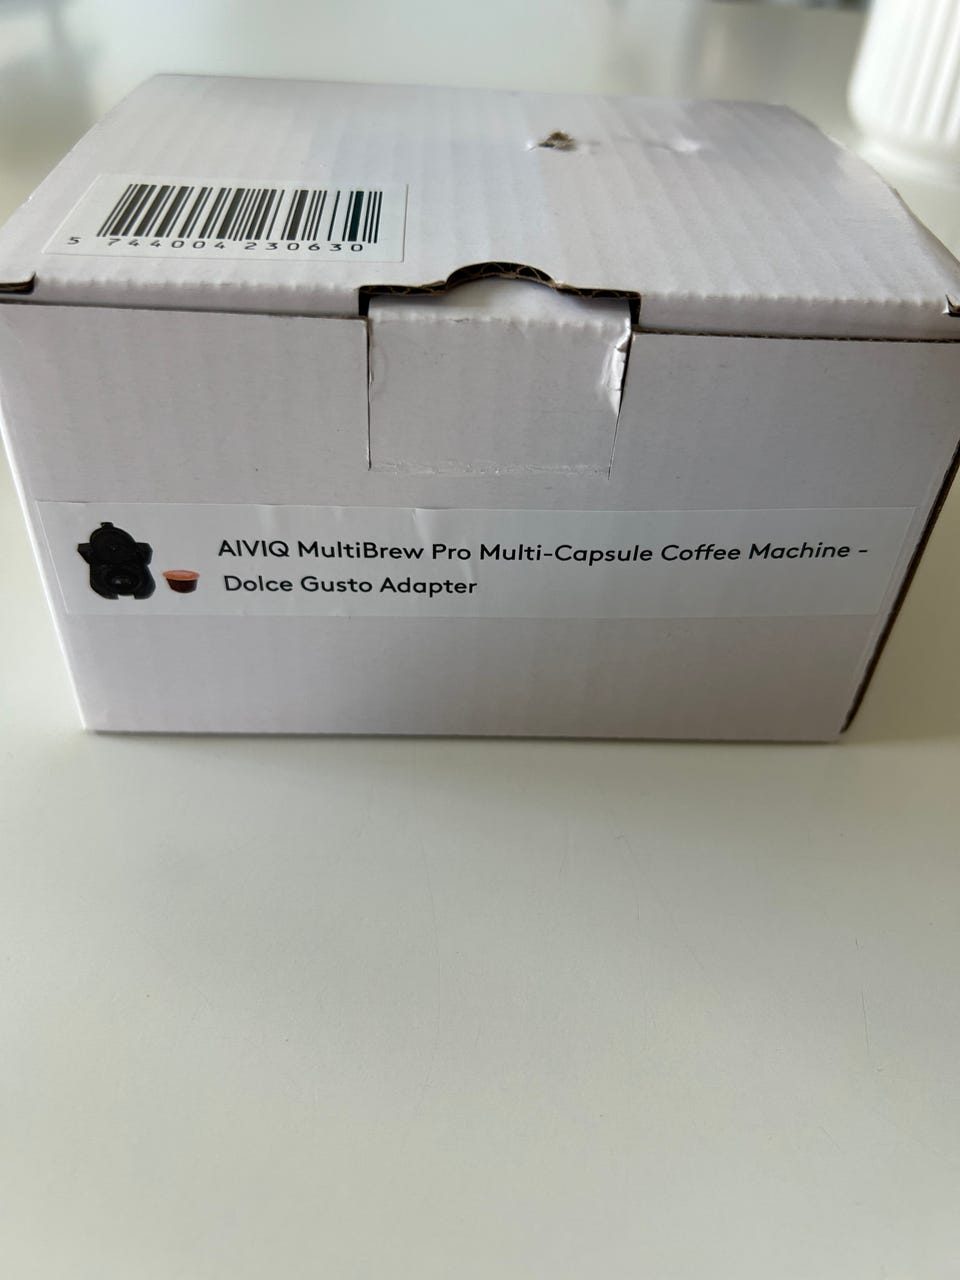 5 744004 230630
AIVIQ MultiBrew Pro Multi-Capsule Coffee Machine -
Dolce Gusto Adapter